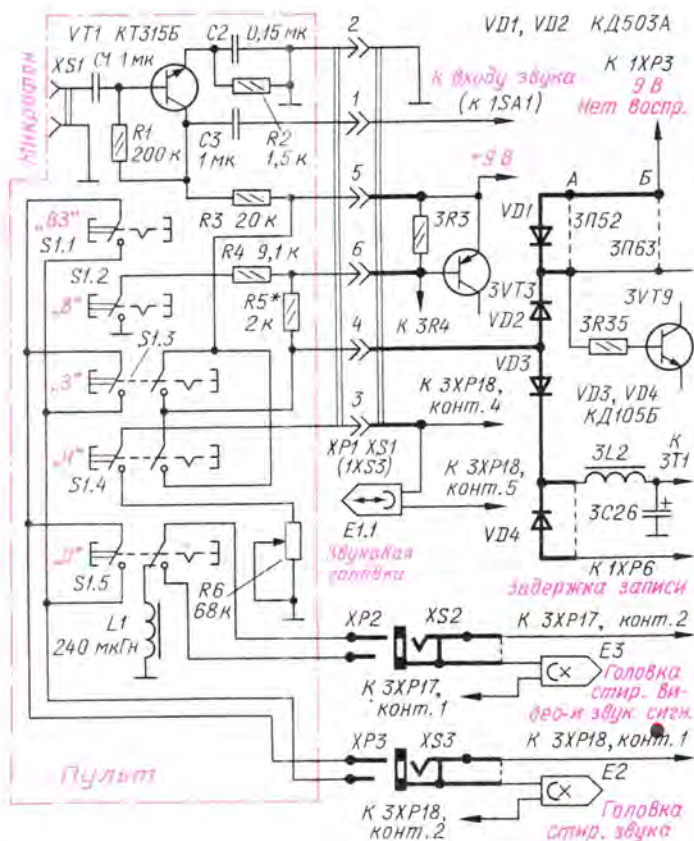 VT1 КТ315Б
C2 0,15 мк
2
VD1, VD2 КД503А
XS1
C1 1 мк
К 1XP3
9 В
Нет воспр.
К входу звука
(к 1SA1)
Микрофон
1
R1
200 к
C3
1 мк
R2
1,5 к
+9 В
5
А
Б
VD1
3П52
3П63
„ВЗ"
S1.1
R3 20 к
3R3
R4 9,1 к
6
S1.2
„В"
R5*
2 к
К 3R4
3VT3
VD2
3VT9
3R35
S1.3
4
„З"
VD3
VD3, VD4
КД105Б
3
К 3XP18,
конт. 4
„Н"
XP1 XS1
(1XS3)
S1.4
К 3XP18,
конт. 5
3L2
К
3T1
E1.1
Звуковая
головка
VD4
3C26
+
S1.5
R6
68 к
К 1XP6
Задержка записи
L1
240 мкГн
XP2
XS2
К 3XP17, конт. 2
E3
К 3XP17,
конт. 1
Головка
стир. ви-
део-и звук. сигн.
XP3
XS3
К 3XP18, конт. 1
E2
Пульт
К 3XP18,
конт. 2
Головка
стир. звука